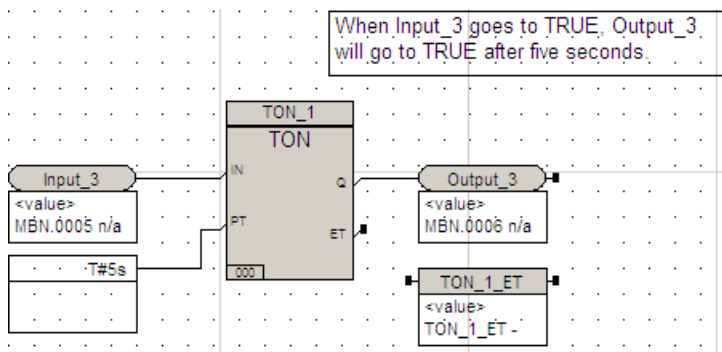 When Input_3 goes to TRUE, Output_3
will go to TRUE after five seconds.
TON_1
TON
Input_3
IN
Q
Output_3
<value>
MBN.0005 n/a
PT
ET
<value>
MBN.0006 n/a
T#5s
000
TON_1_ET
<value>
TON_1_ET -